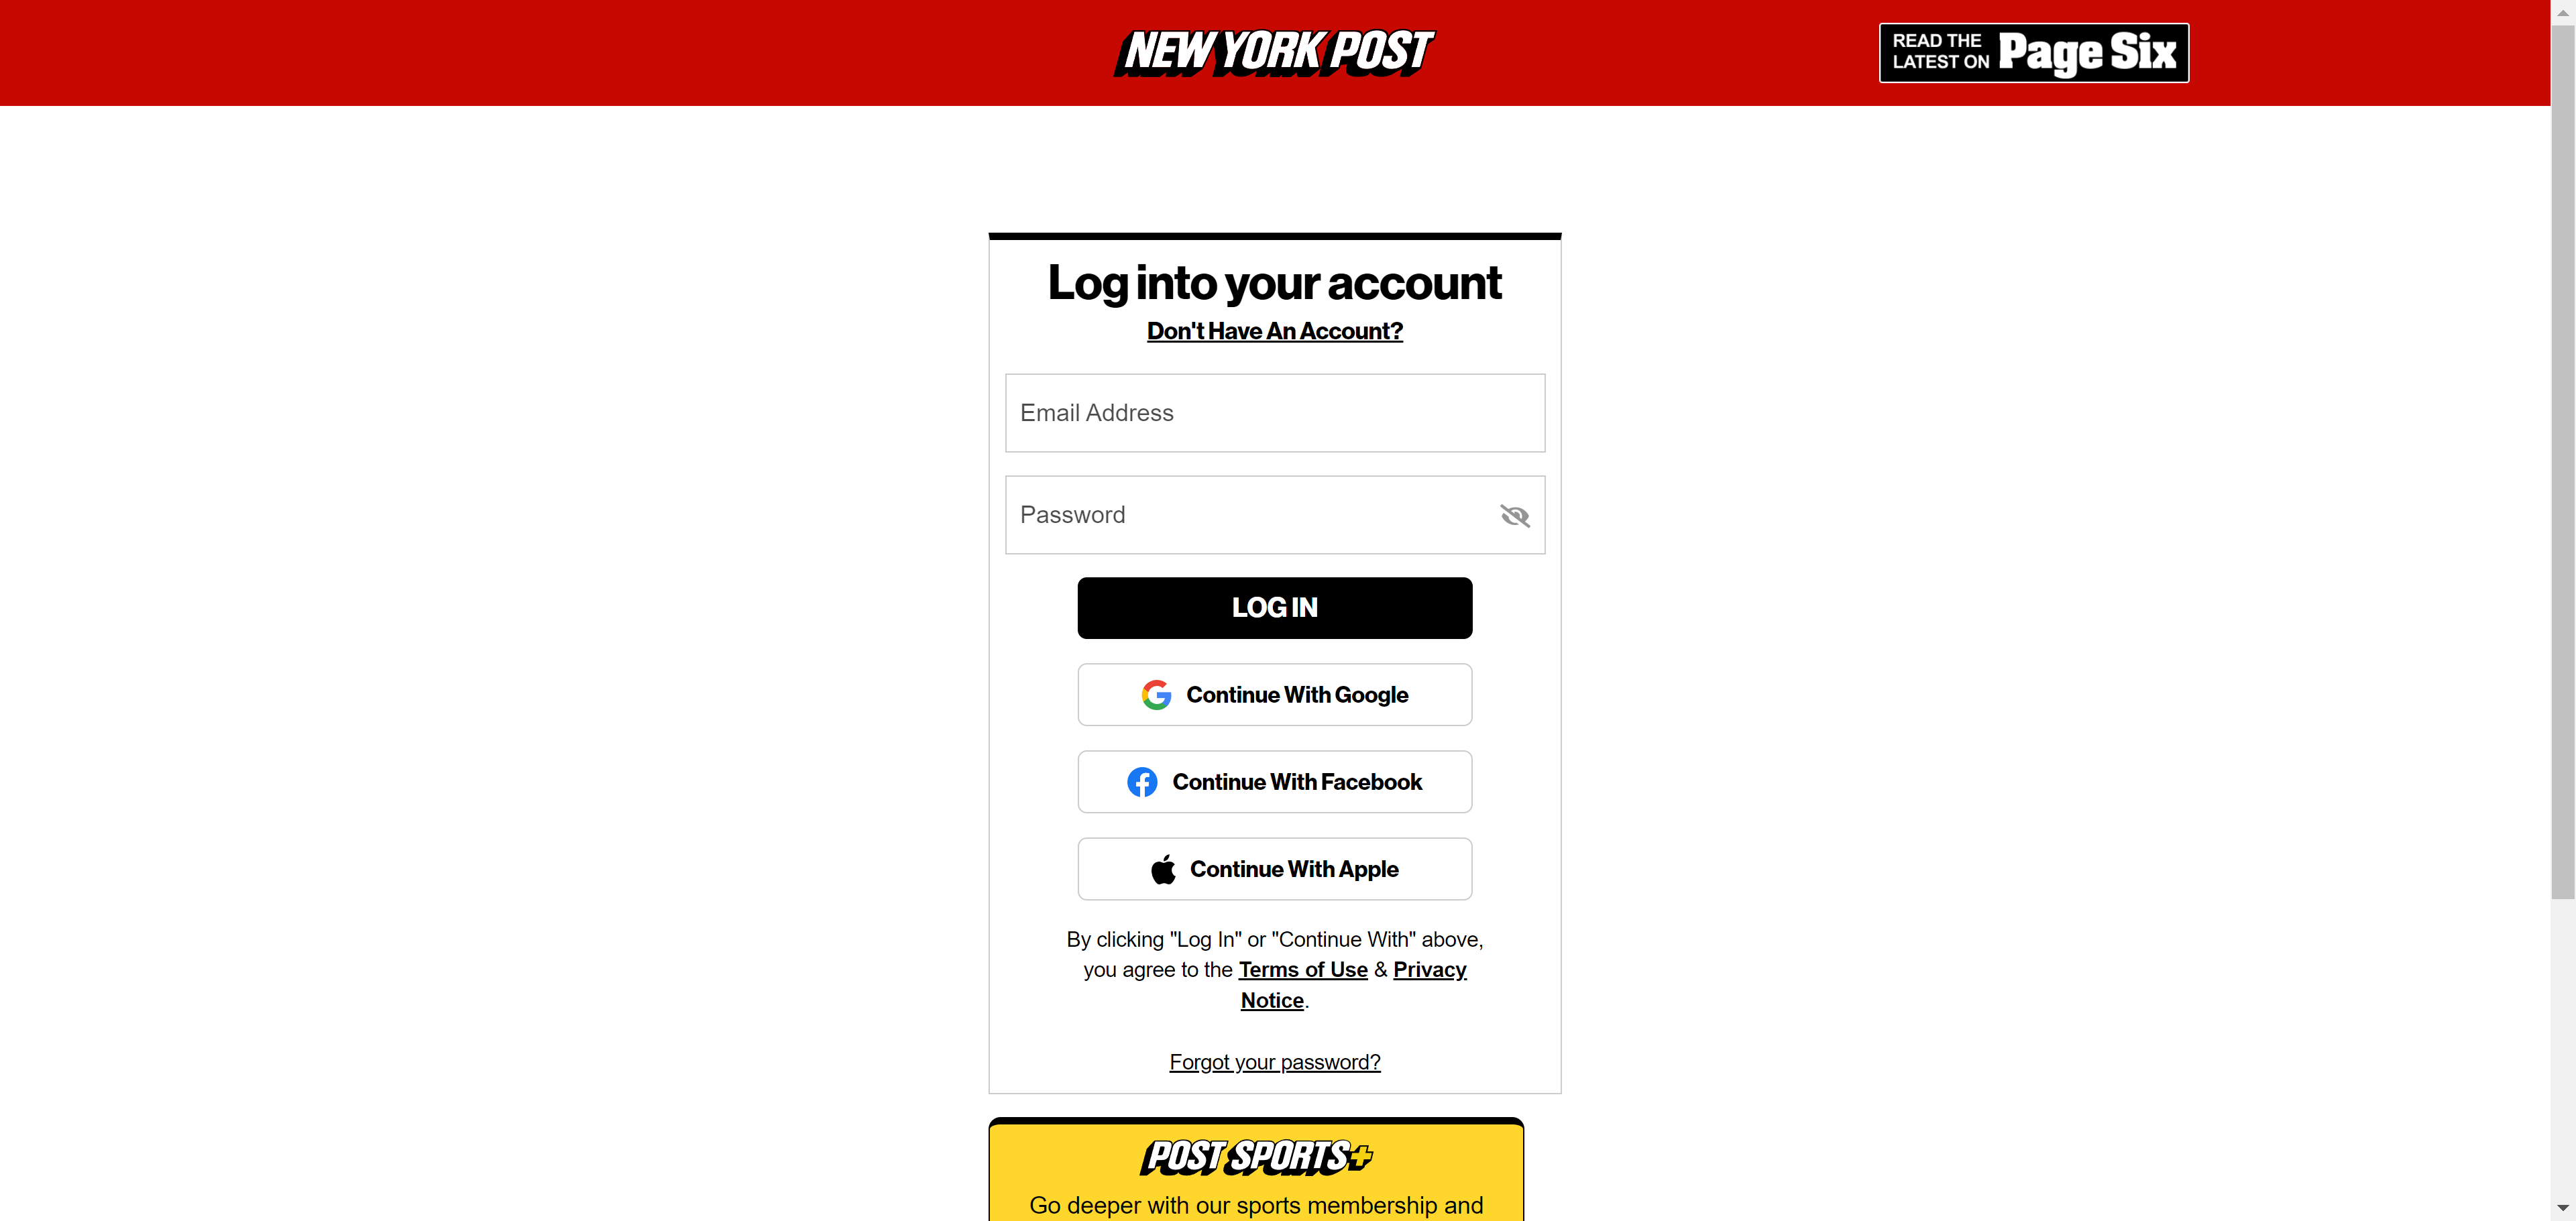 NEW YORK POST
READ THE
LATEST ON
Page Six
Log into your account
Don't Have An Account?
Email Address
Password
LOG IN
Continue With Google
Continue With Facebook
Continue With Apple
By clicking "Log In" or "Continue With" above,
you agree to the Terms of Use & Privacy
Notice.
Forgot your password?
POST SPORTS+
Go deeper with our sports membership and